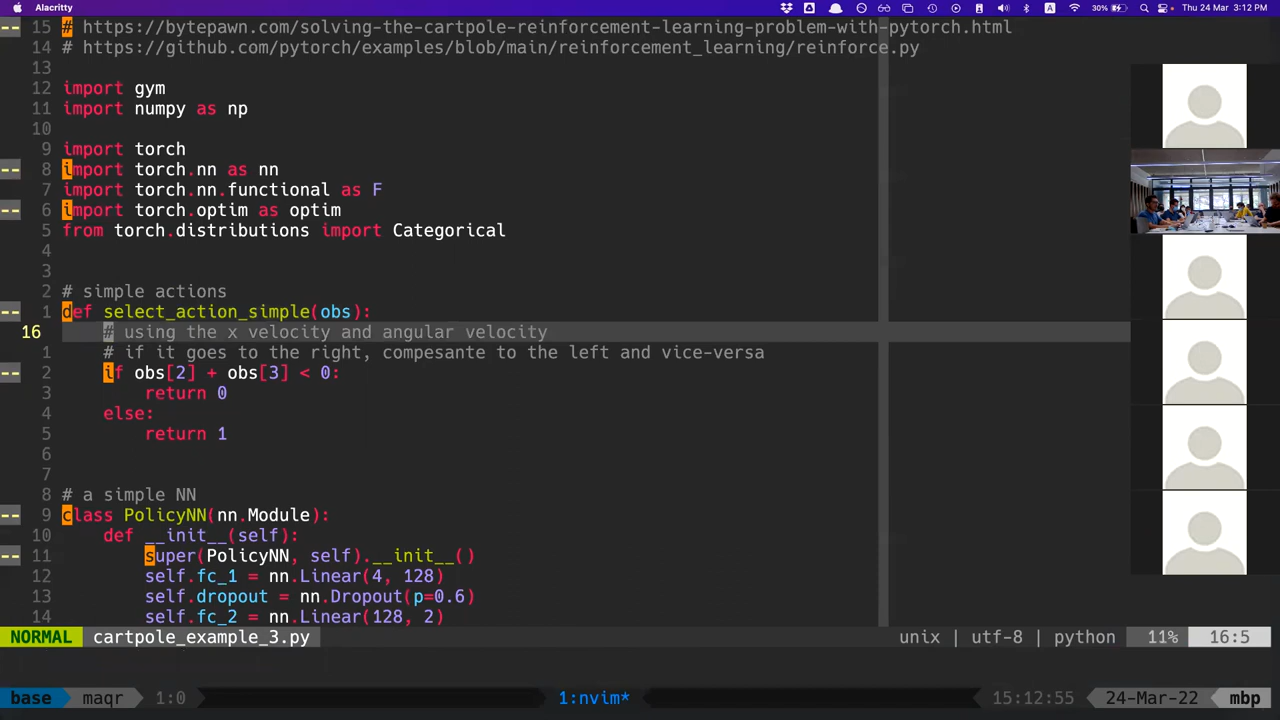 Alacritty 30% Thu 24 Mar 3:12 PM
15 # https://bytepawn.com/solving-the-cartpole-reinforcement-learning-problem-with-pytorch.html
14 # https://github.com/pytorch/examples/blob/main/reinforcement_learning/reinforce.py
13
12 import gym
11 import numpy as np
10
9 import torch
-- 8 import torch.nn as nn
7 import torch.nn.functional as F
-- 6 import torch.optim as optim
5 from torch.distributions import Categorical
4
3
2 # simple actions
-- 1 def select_action_simple(obs):
16 # using the x velocity and angular velocity
1 # if it goes to the right, compesante to the left and vice-versa
-- 2 if obs[2] + obs[3] < 0:
3 return 0
4 else:
5 return 1
6
7
8 # a simple NN
-- 9 class PolicyNN(nn.Module):
10 def __init__(self):
-- 11 super(PolicyNN, self).__init__()
12 self.fc_1 = nn.Linear(4, 128)
13 self.dropout = nn.Dropout(p=0.6)
14 self.fc_2 = nn.Linear(128, 2)
NORMAL cartpole_example_3.py unix | utf-8 | python 11% 16:5
base maqr 1:0 1:nvim* 15:12:55 24-Mar-22 mbp